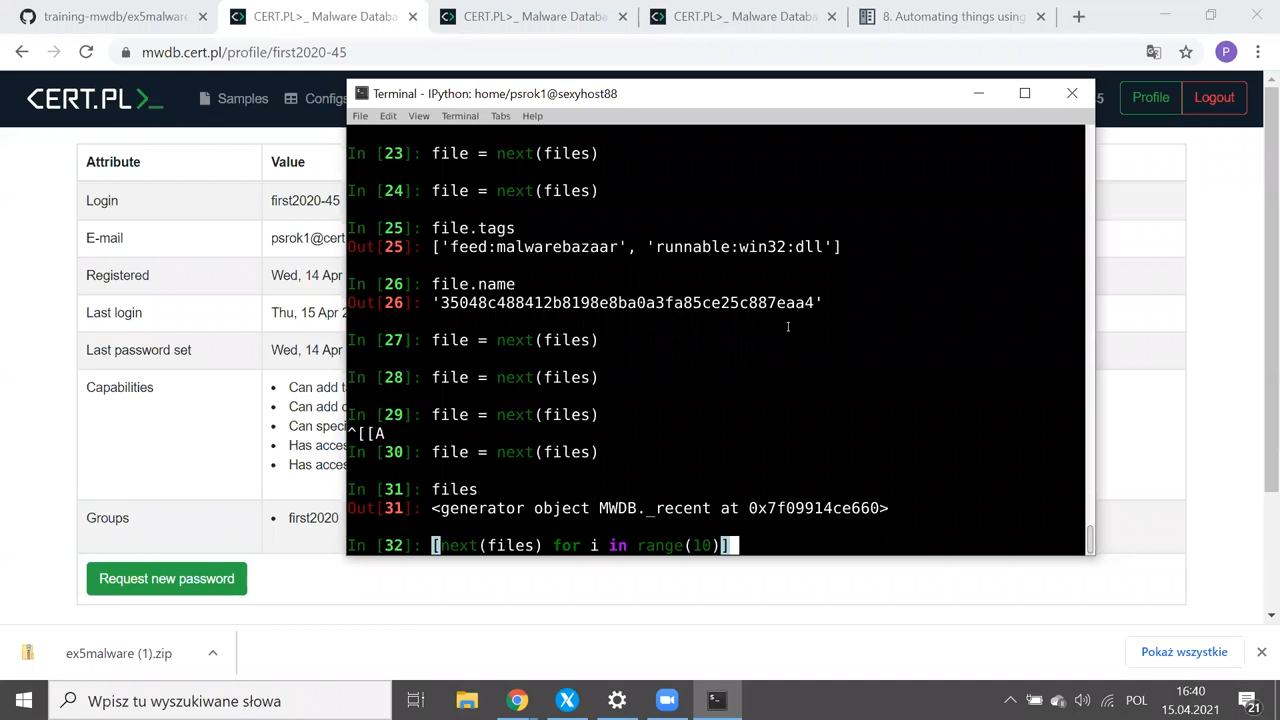 training-mwdb/ex5malwar
CERT.PL>_ Malware Databa
CERT.PL>_ Malware Databa
CERT.PL>_ Malware Databa
8. Automating things using
mwdb.cert.pl/profile/first2020-45
P
CERT.PL>_
Samples
Configs
5
Profile
Logout
Terminal - IPython: home/psrok1@sexyhost88
File Edit View Terminal Tabs Help
Attribute Value
Login first2020-45
E-mail psrok1@cert
Registered Wed, 14 Apr
Last login Thu, 15 Apr 2
Last password set Wed, 14 Apr
Capabilities
Can add t
Can add c
Can speci
Has acces
Has acces
Groups
first2020
Request new password
In [23]: file = next(files)
In [24]: file = next(files)
In [25]: file.tags
Out[25]: ['feed:malwarebazaar', 'runnable:win32:dll']
In [26]: file.name
Out[26]: '35048c488412b8198e8ba0a3fa85ce25c887eaa4'
In [27]: file = next(files)
In [28]: file = next(files)
In [29]: file = next(files)
^[[A
In [30]: file = next(files)
In [31]: files
Out[31]: <generator object MWDB._recent at 0x7f09914ce660>
In [32]: [next(files) for i in range(10)]
ex5malware (1).zip
Pokaż wszystkie
Wpisz tu wyszukiwane słowa
POL
16:40
15.04.2021
21